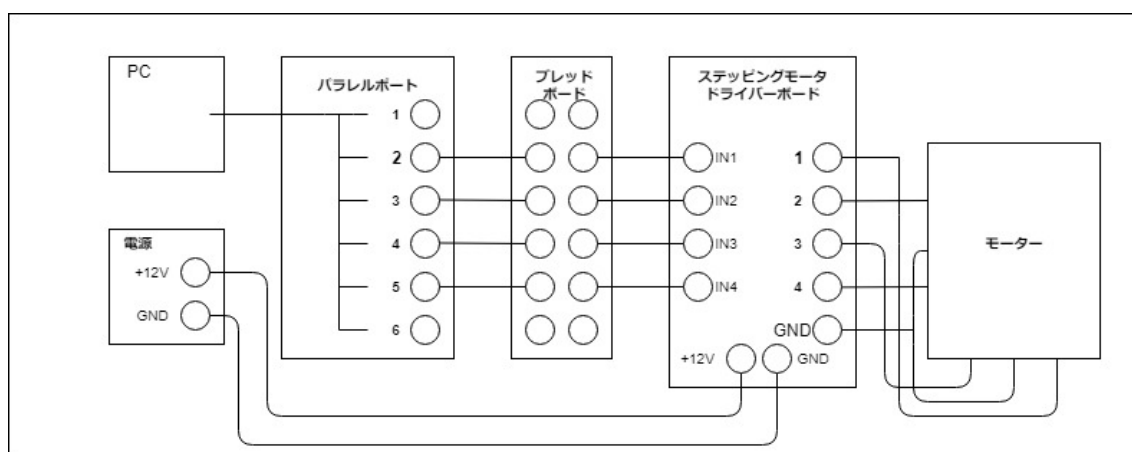 PC
電源
+12V
GND
パラレルポート
1
2
3
4
5
6
ブレッド
ボード
ステッピングモータ
ドライバーボード
IN1
IN2
IN3
IN4
1
2
3
4
GND
+12V
GND
モーター